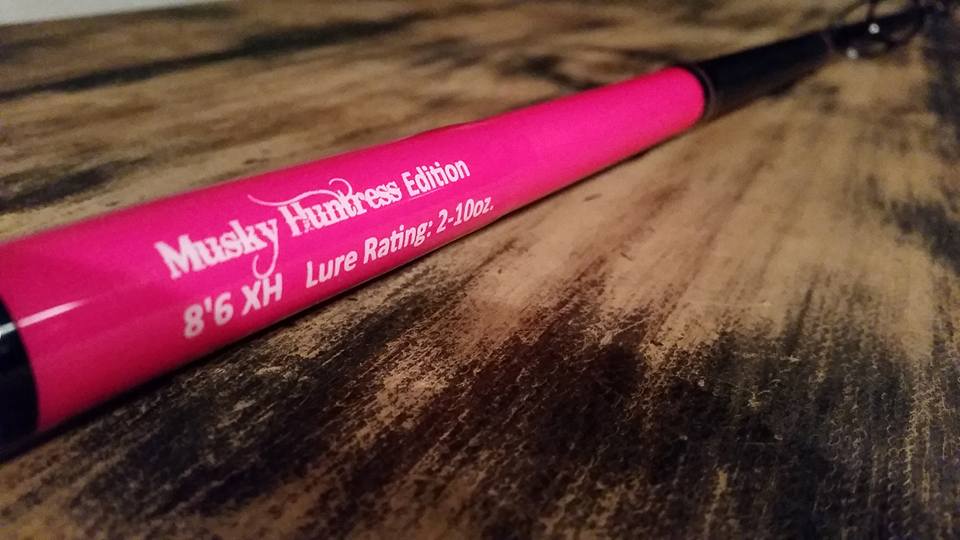 Musky Huntress Edition
8'6 XH Lure Rating: 2-10oz.